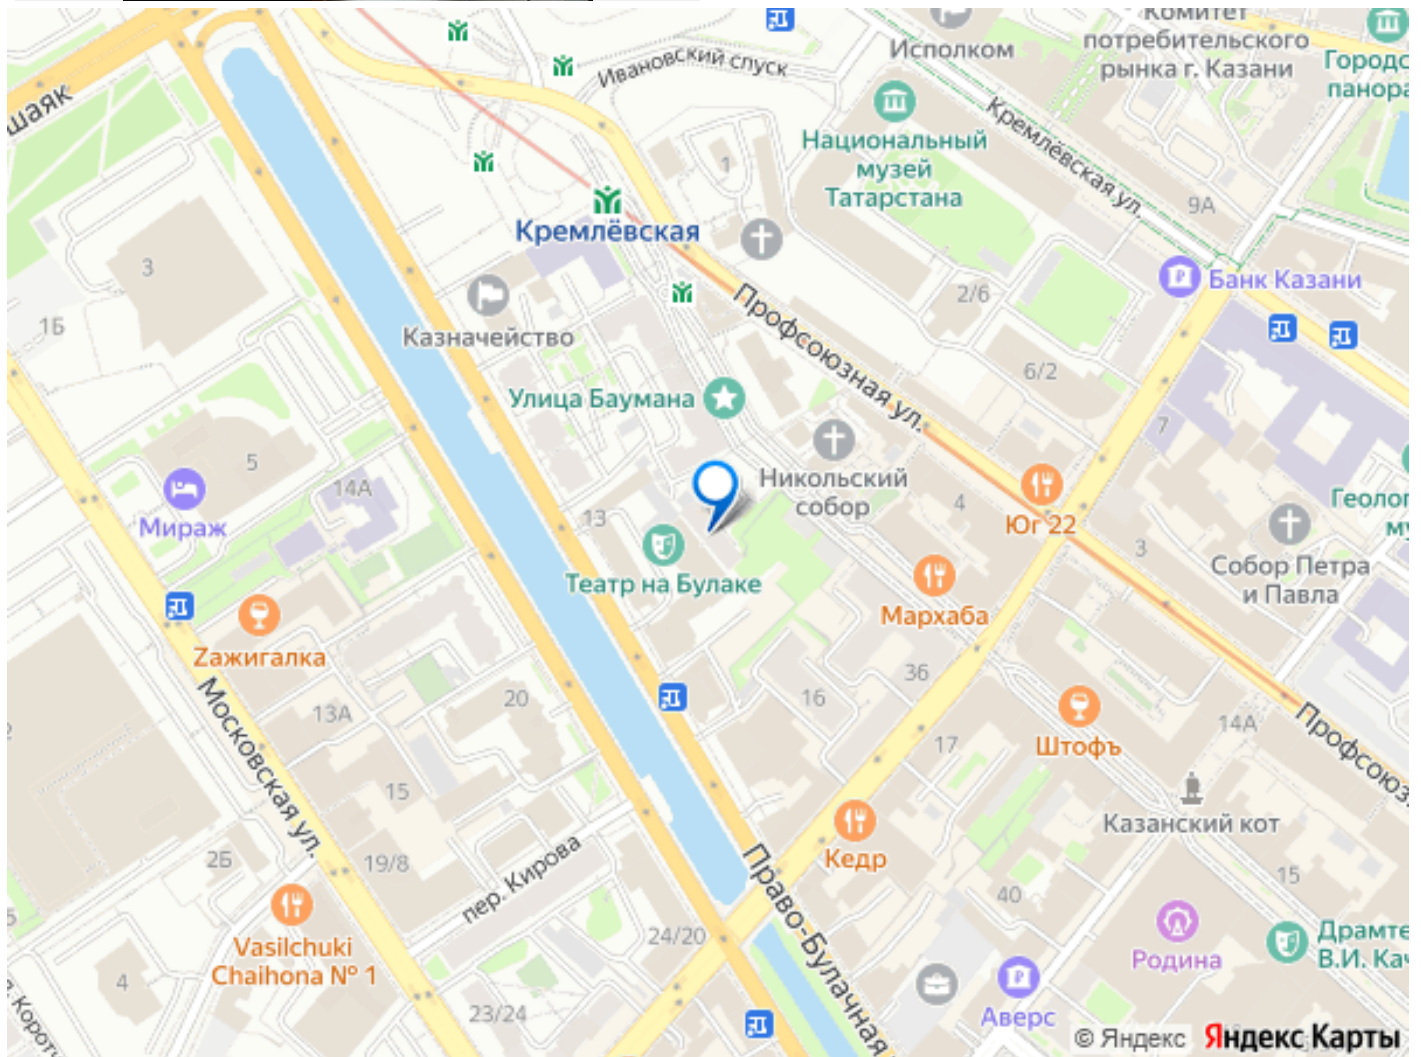 Комитет
потребительского
рынка г. Казани
Исполком
Ивановский спуск
шаяк
Кремлёвская ул.
Национальный
музей
Татарстана
1
9А
Кремлёвская
3
Банк Казани
2/6
1Б
Казначейство
Профсоюзная ул.
6/2
Улица Баумана
7
5
14А
Никольский
собор
4
Мираж
13
Юг 22
3
Театр на Булаке
Собор Петра
и Павла
Мархаба
Zажигалка
36
20
16
13А
14А
Московская ул.
17
Штофъ
15
Казанский кот
19/8
2Б
пер. Кирова
Кедр
15
40
Vasilchuki
Chaihona № 1
24/20
Право-Булачная
Родина
4
23/24
Аверс
© Яндекс
Яндекс Карты